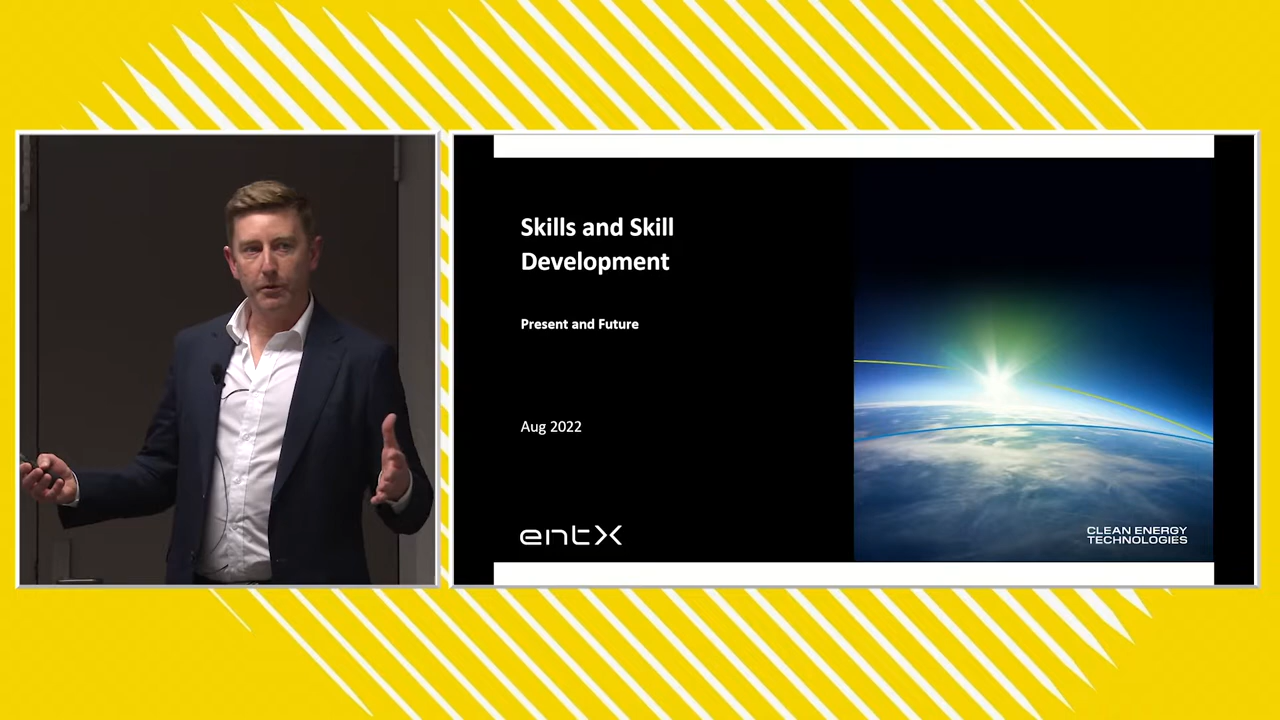 Skills and Skill
Development
Present and Future
Aug 2022
entX
CLEAN ENERGY
TECHNOLOGIES